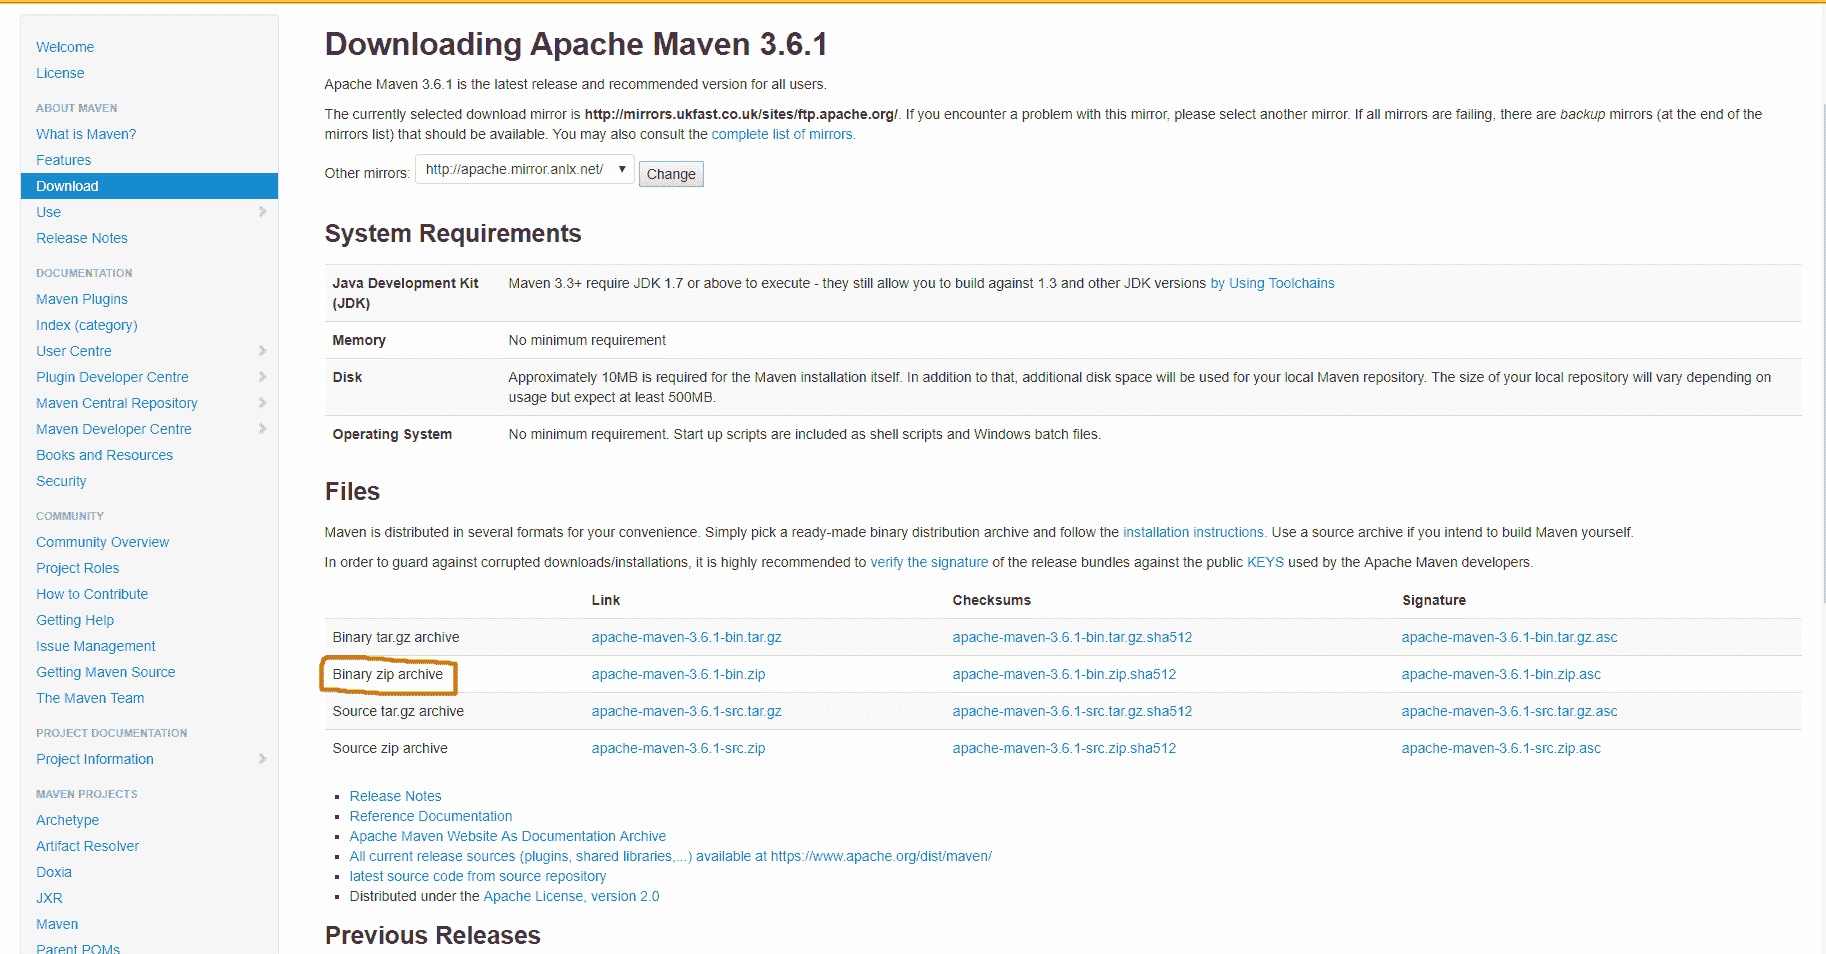 Welcome
License
ABOUT MAVEN
What is Maven?
Features
Download
Use
Release Notes
DOCUMENTATION
Maven Plugins
Index (category)
User Centre
Plugin Developer Centre
Maven Central Repository
Maven Developer Centre
Books and Resources
Security
COMMUNITY
Community Overview
Project Roles
How to Contribute
Getting Help
Issue Management
Getting Maven Source
The Maven Team
PROJECT DOCUMENTATION
Project Information
MAVEN PROJECTS
Archetype
Artifact Resolver
Doxia
JXR
Maven
Parent POMs
Downloading Apache Maven 3.6.1
Apache Maven 3.6.1 is the latest release and recommended version for all users.
The currently selected download mirror is http://mirrors.ukfast.co.uk/sites/ftp.apache.org/. If you encounter a problem with this mirror, please select another mirror. If all mirrors are failing, there are backup mirrors (at the end of the
mirrors list) that should be available. You may also consult the complete list of mirrors.
Other mirrors: http://apache.mirror.anlx.net/ Change
System Requirements
Java Development Kit Maven 3.3+ require JDK 1.7 or above to execute - they still allow you to build against 1.3 and other JDK versions by Using Toolchains
(JDK)
Memory No minimum requirement
Disk Approximately 10MB is required for the Maven installation itself. In addition to that, additional disk space will be used for your local Maven repository. The size of your local repository will vary depending on
usage but expect at least 500MB.
Operating System No minimum requirement. Start up scripts are included as shell scripts and Windows batch files.
Files
Maven is distributed in several formats for your convenience. Simply pick a ready-made binary distribution archive and follow the installation instructions. Use a source archive if you intend to build Maven yourself.
In order to guard against corrupted downloads/installations, it is highly recommended to verify the signature of the release bundles against the public KEYS used by the Apache Maven developers.
Link Checksums Signature
Binary tar.gz archive apache-maven-3.6.1-bin.tar.gz apache-maven-3.6.1-bin.tar.gz.sha512 apache-maven-3.6.1-bin.tar.gz.asc
Binary zip archive apache-maven-3.6.1-bin.zip apache-maven-3.6.1-bin.zip.sha512 apache-maven-3.6.1-bin.zip.asc
Source tar.gz archive apache-maven-3.6.1-src.tar.gz apache-maven-3.6.1-src.tar.gz.sha512 apache-maven-3.6.1-src.tar.gz.asc
Source zip archive apache-maven-3.6.1-src.zip apache-maven-3.6.1-src.zip.sha512 apache-maven-3.6.1-src.zip.asc
Release Notes
Reference Documentation
Apache Maven Website As Documentation Archive
All current release sources (plugins, shared libraries,...) available at https://www.apache.org/dist/maven/
latest source code from source repository
Distributed under the Apache License, version 2.0
Previous Releases